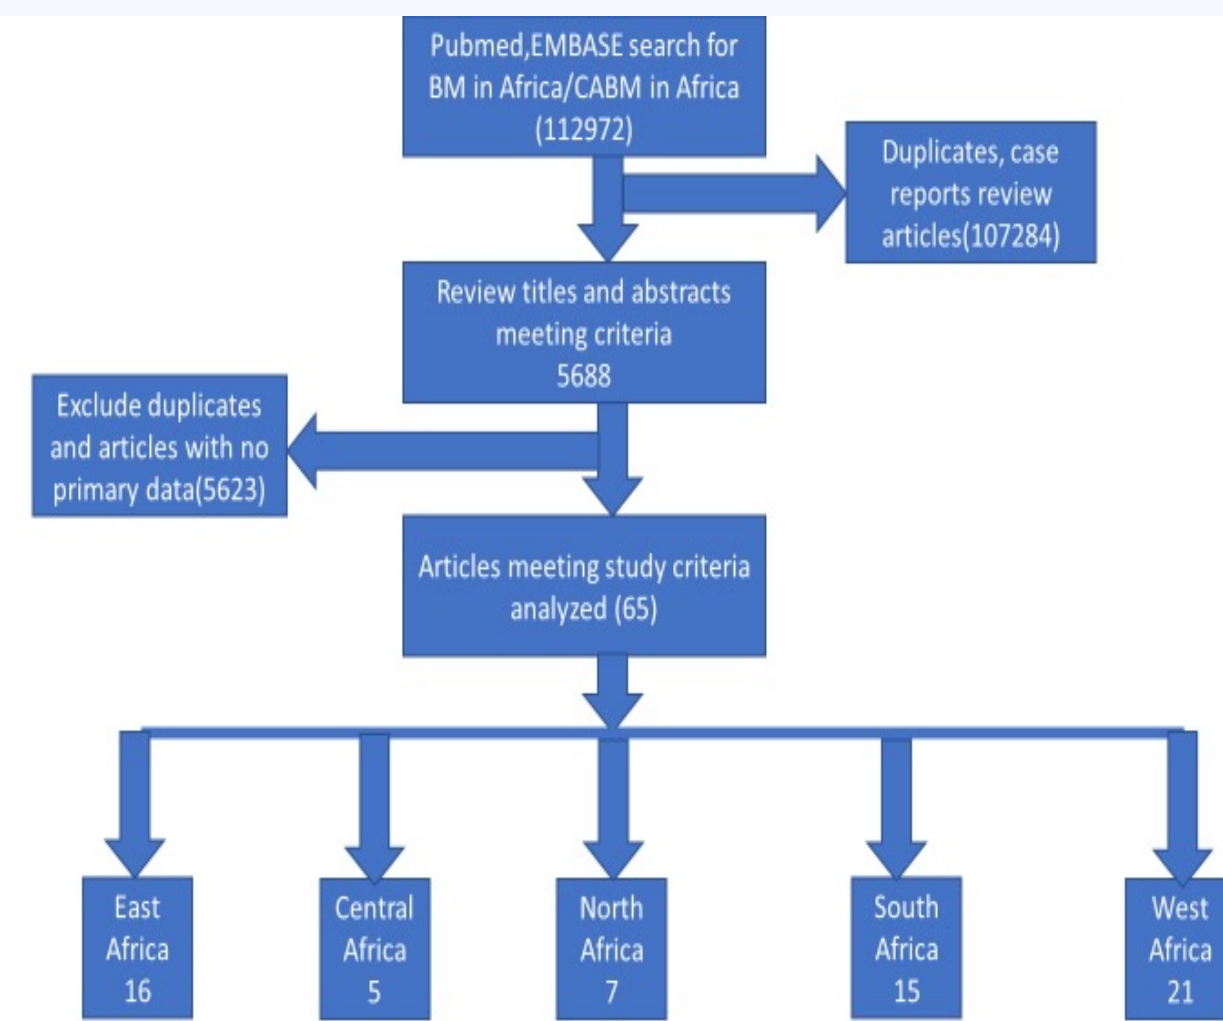 Pubmed,EMBASE search for
BM in Africa/CABM in Africa
(112972)
Duplicates, case
reports review
articles(107284)
Review titles and abstracts
meeting criteria
5688
Exclude duplicates
and articles with no
primary data(5623)
Articles meeting study criteria
analyzed (65)
East
Africa
16
Central
Africa
5
North
Africa
7
South
Africa
15
West
Africa
21